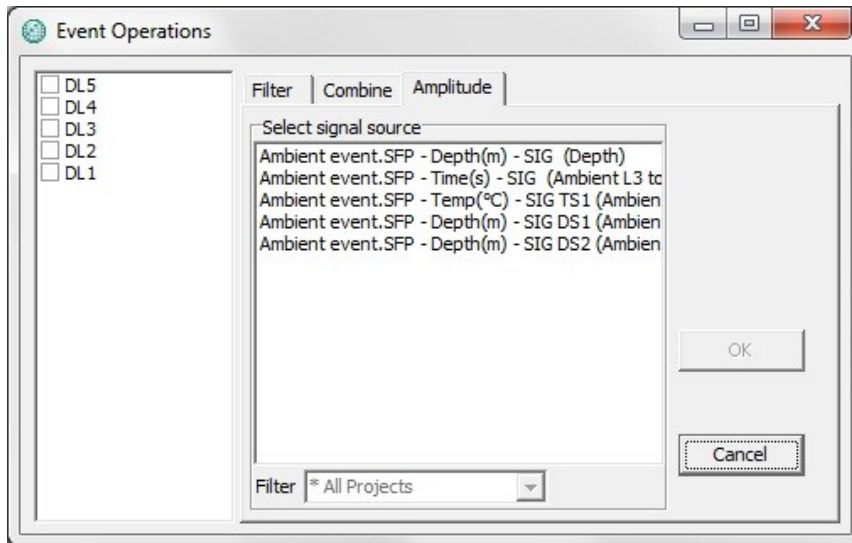 Event Operations
DL5
DL4
DL3
DL2
DL1
Filter
Combine
Amplitude
Select signal source
Ambient event.SFP - Depth(m) - SIG  (Depth)
Ambient event.SFP - Time(s) - SIG  (Ambient L3 to
Ambient event.SFP - Temp(°C) - SIG TS1 (Ambien
Ambient event.SFP - Depth(m) - SIG DS1 (Ambien
Ambient event.SFP - Depth(m) - SIG DS2 (Ambien
Filter
* All Projects
OK
Cancel